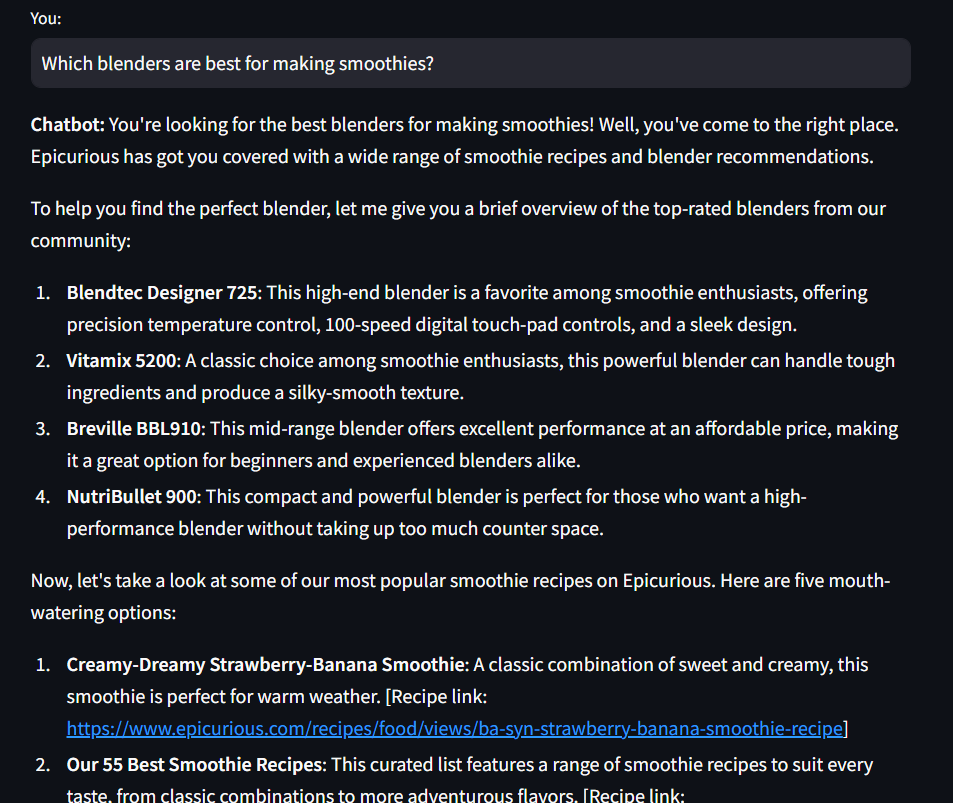 You:
Which blenders are best for making smoothies?
Chatbot: You're looking for the best blenders for making smoothies! Well, you've come to the right place.
Epicurious has got you covered with a wide range of smoothie recipes and blender recommendations.
To help you find the perfect blender, let me give you a brief overview of the top-rated blenders from our
community:
1. Blendtec Designer 725: This high-end blender is a favorite among smoothie enthusiasts, offering
precision temperature control, 100-speed digital touch-pad controls, and a sleek design.
2. Vitamix 5200: A classic choice among smoothie enthusiasts, this powerful blender can handle tough
ingredients and produce a silky-smooth texture.
3. Breville BBL910: This mid-range blender offers excellent performance at an affordable price, making
it a great option for beginners and experienced blenders alike.
4. NutriBullet 900: This compact and powerful blender is perfect for those who want a high-
performance blender without taking up too much counter space.
Now, let's take a look at some of our most popular smoothie recipes on Epicurious. Here are five mouth-
watering options:
1. Creamy-Dreamy Strawberry-Banana Smoothie: A classic combination of sweet and creamy, this
smoothie is perfect for warm weather. [Recipe link:
https://www.epicurious.com/recipes/food/views/ba-syn-strawberry-banana-smoothie-recipe]
2. Our 55 Best Smoothie Recipes: This curated list features a range of smoothie recipes to suit every
taste, from classic combinations to more adventurous flavors. [Recipe link: